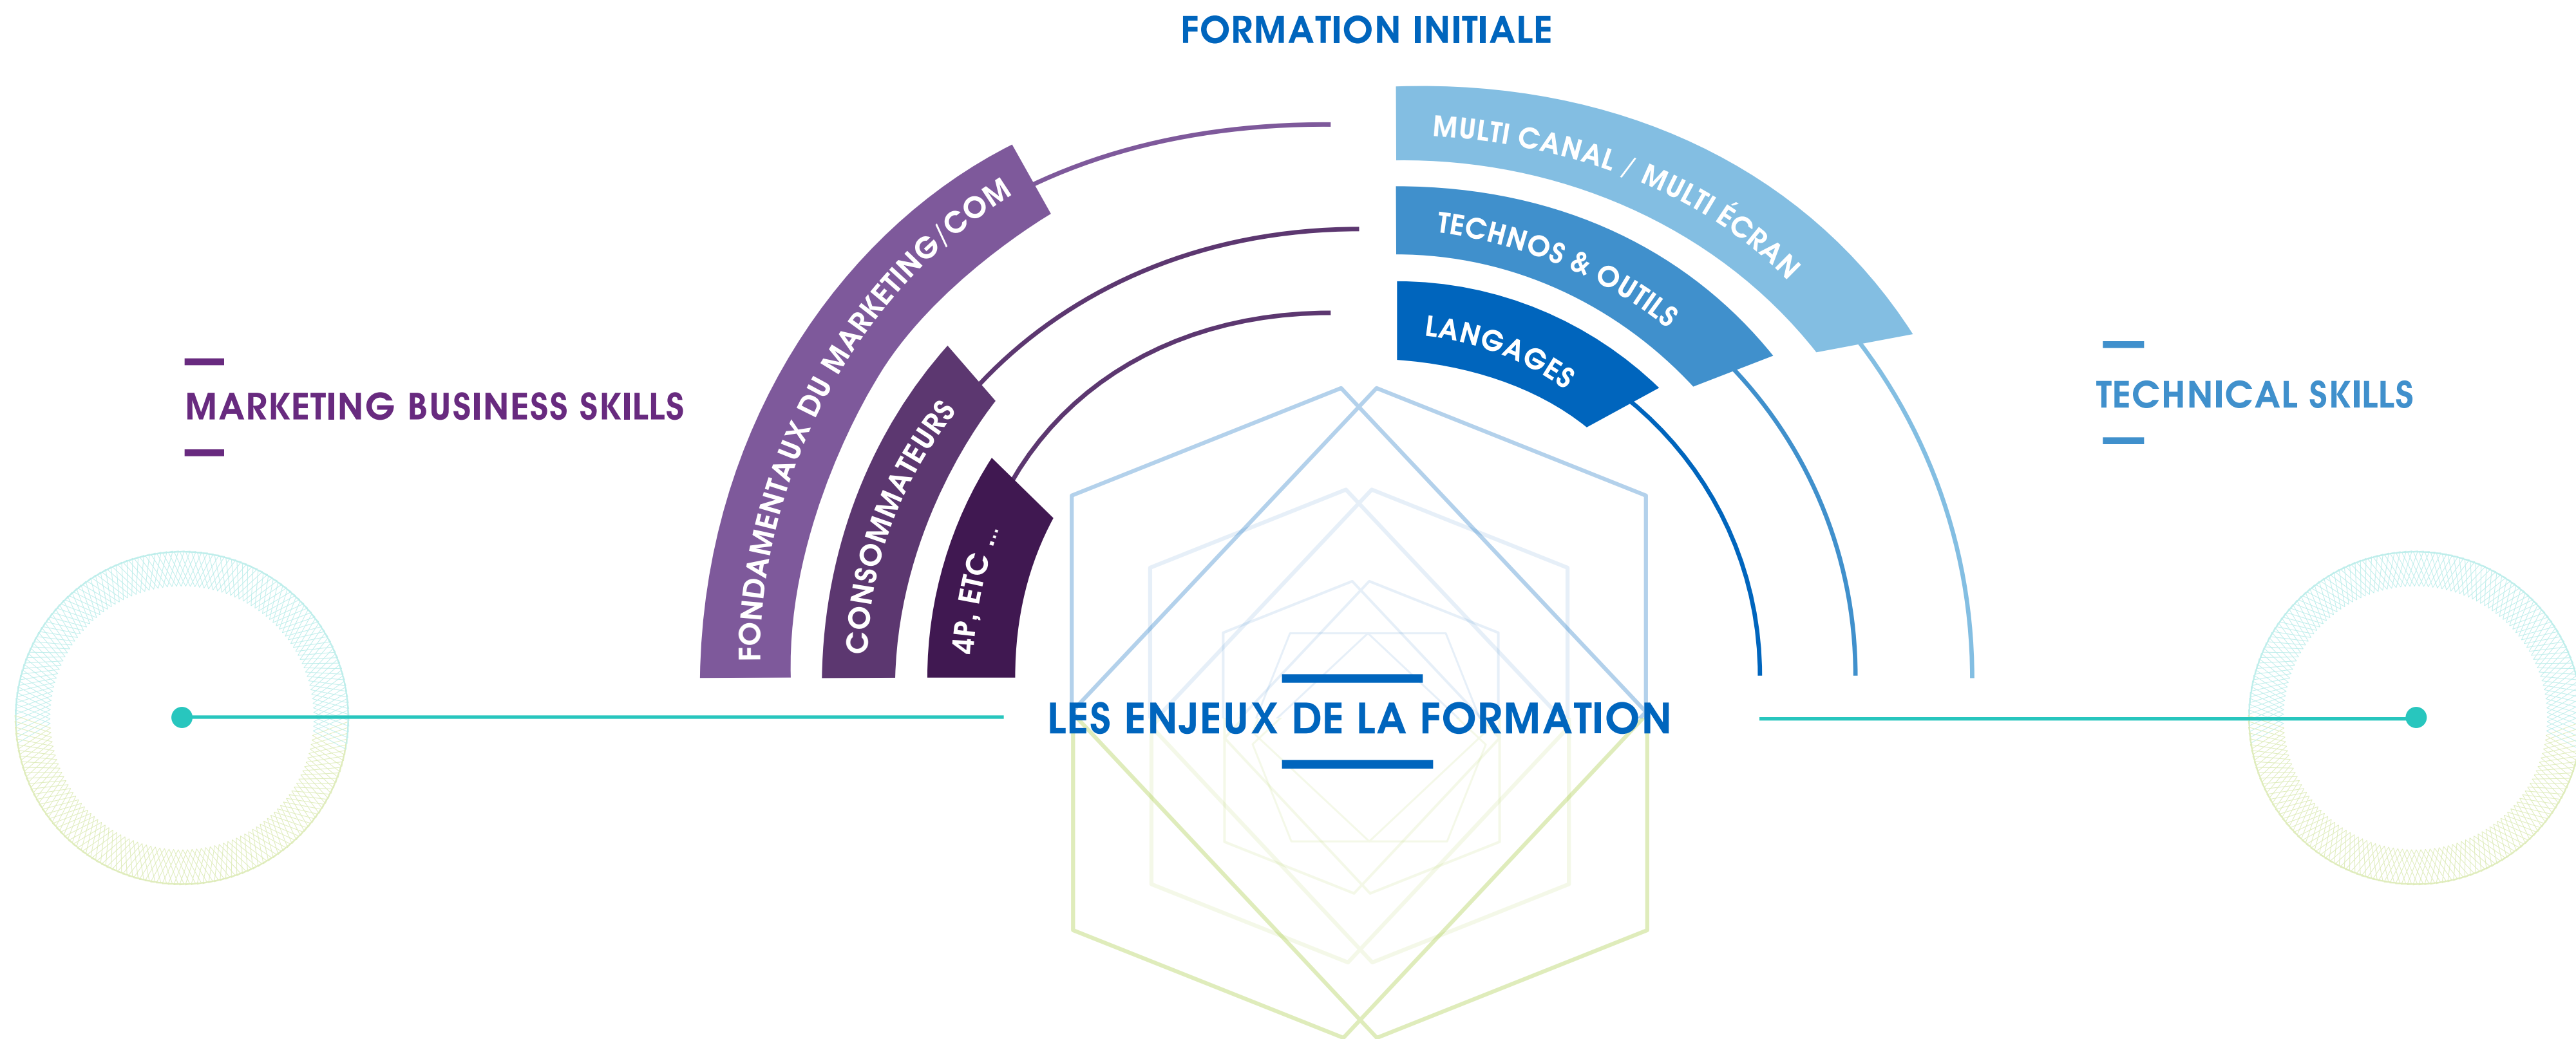 FORMATION INITIALE
MULTI CANAL / MULTI ÉCRAN
TECHNOS & OUTILS
LANGAGES
FONDAMENTAUX DU MARKETING/COM
CONSOMMATEURS
4P, ETC ...
MARKETING BUSINESS SKILLS
TECHNICAL SKILLS
LES ENJEUX DE LA FORMATION